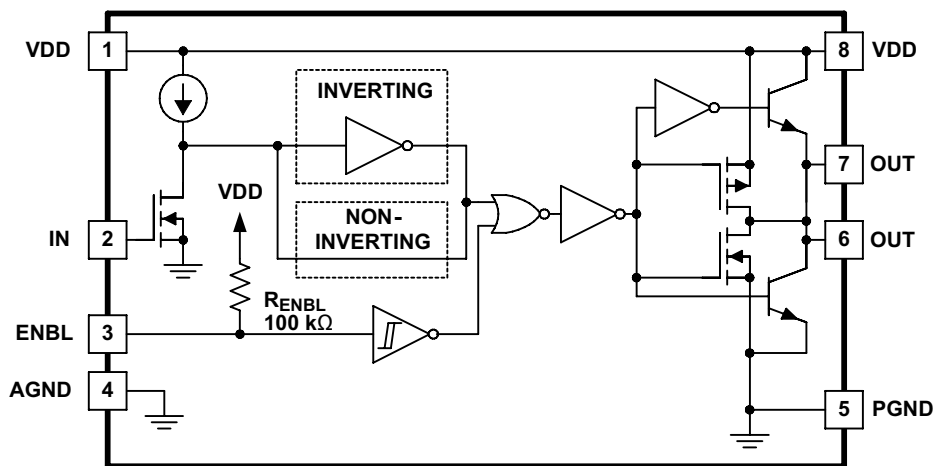 VDD 1
8 VDD
INVERTING
VDD
7 OUT
NON-
INVERTING
IN 2
6 OUT
RENBL
100 kΩ
ENBL 3
AGND 4
5 PGND